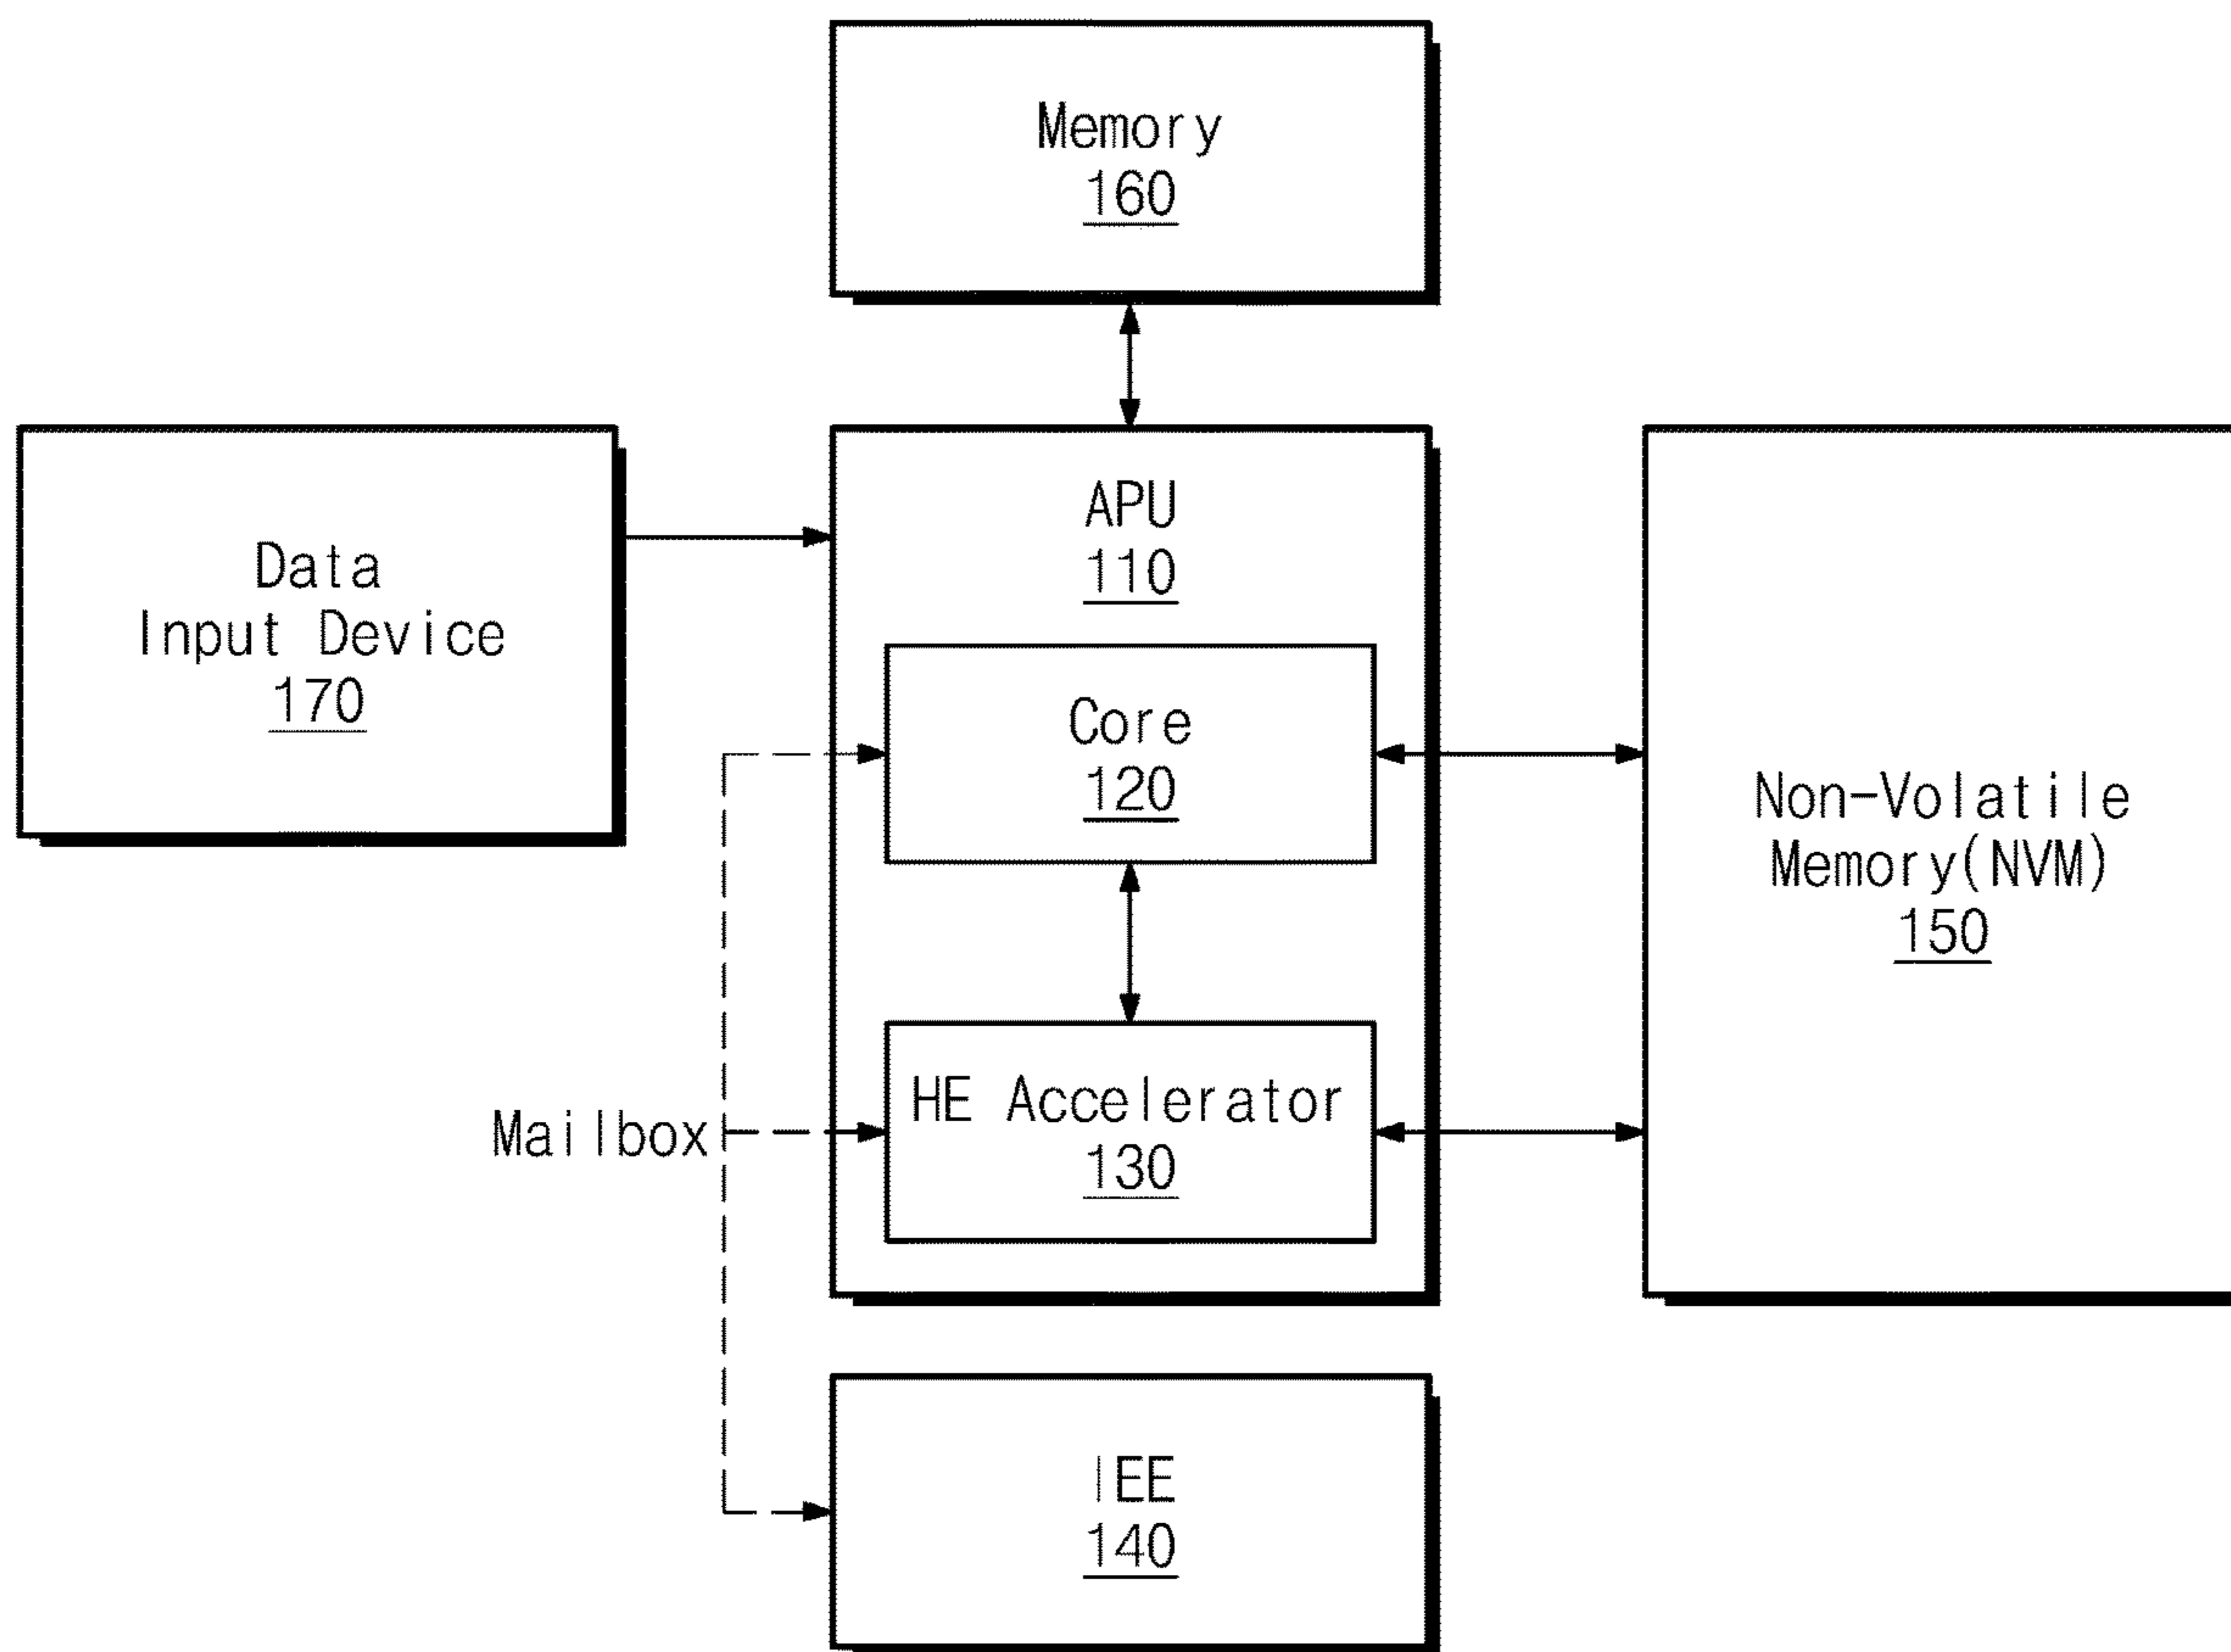 Memory
160
Data
Input Device
170
APU
110
Core
120
HE Accelerator
130
Mailbox
Non-Volatile
Memory(NVM)
150
IEE
140